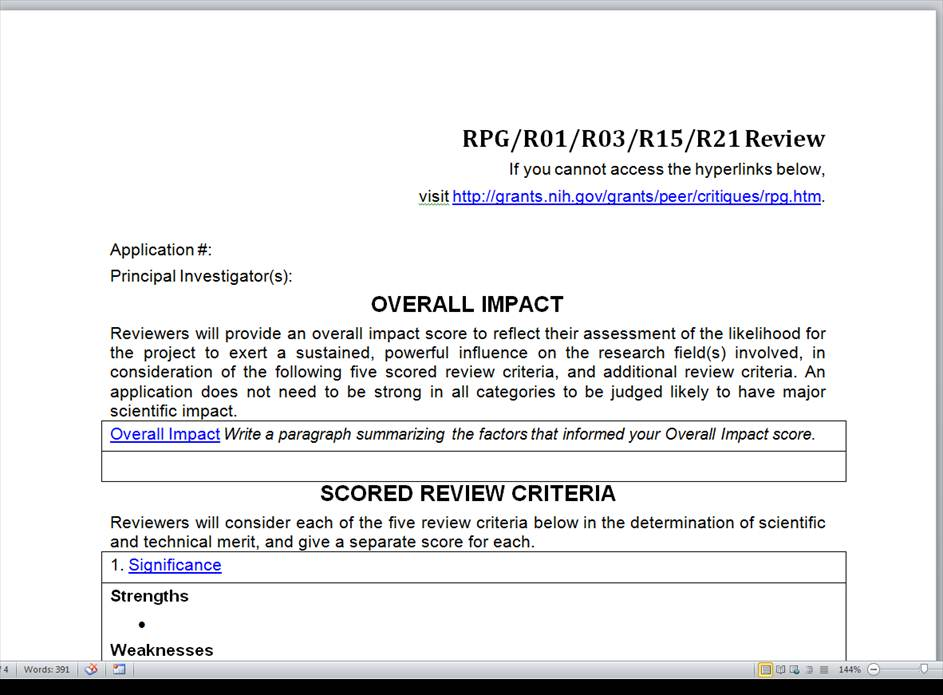 RPG/R01/R03/R15/R21 Review
If you cannot access the hyperlinks below,
visit http://grants.nih.gov/grants/peer/critiques/rpg.htm.
Application #:
Principal Investigator(s):
OVERALL IMPACT
Reviewers will provide an overall impact score to reflect their assessment of the likelihood for
the project to exert a sustained, powerful influence on the research field(s) involved, in
consideration of the following five scored review criteria, and additional review criteria. An
application does not need to be strong in all categories to be judged likely to have major
scientific impact.
Overall Impact Write a paragraph summarizing the factors that informed your Overall Impact score.
SCORED REVIEW CRITERIA
Reviewers will consider each of the five review criteria below in the determination of scientific
and technical merit, and give a separate score for each.
1. Significance
Strengths
•
Weaknesses
4 Words: 391 144%